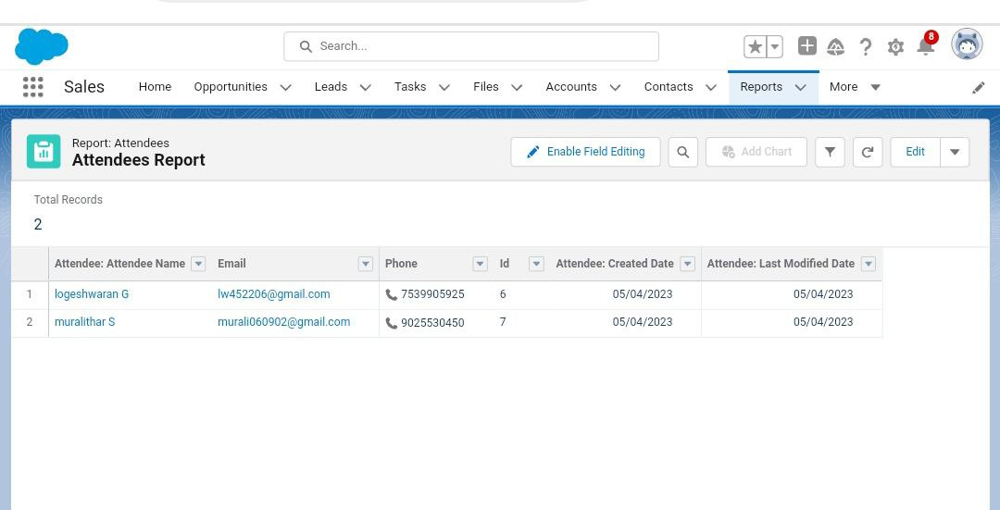 Search...
8
Sales Home Opportunities Leads Tasks Files Accounts Contacts Reports More
Report: Attendees
Attendees Report
Enable Field Editing Add Chart Edit
Total Records
2
Attendee: Attendee Name Email Phone Id Attendee: Created Date Attendee: Last Modified Date
1 logeshwaran G lw452206@gmail.com 7539905925 6 05/04/2023 05/04/2023
2 muralithar S murali060902@gmail.com 9025530450 7 05/04/2023 05/04/2023